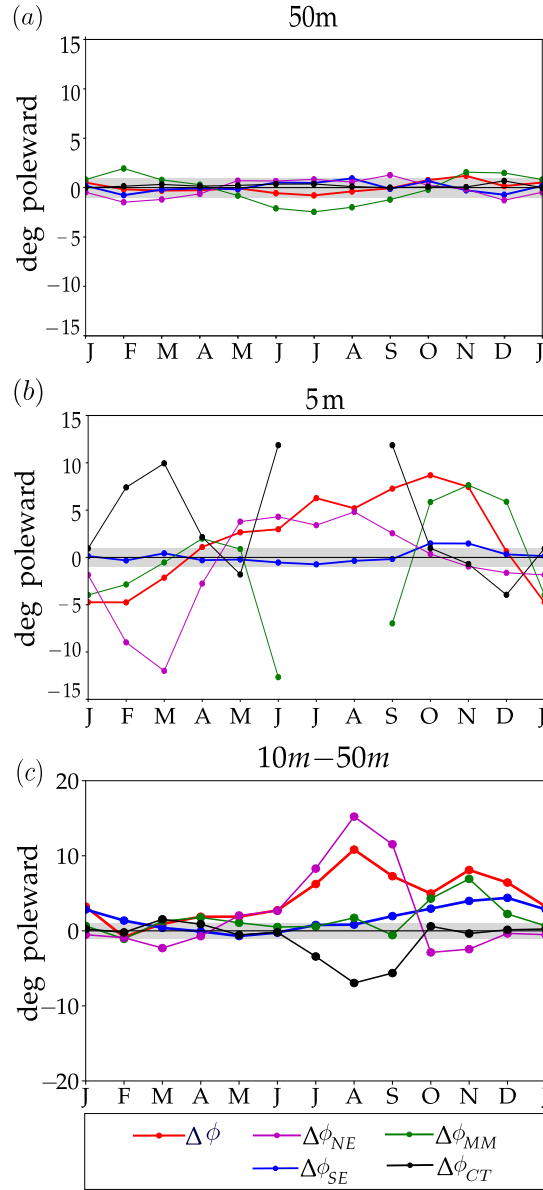 (a) 50m
15
10
5
0
−5
−10
−15
deg poleward
J F M A M J J A S O N D J
(b) 5m
15
10
5
0
−5
−10
−15
deg poleward
J F M A M J J A S O N D J
(c) 10m−50m
20
10
0
−10
−20
deg poleward
J F M A M J J A S O N D J
Δϕ Δϕ_NE Δϕ_MM
Δϕ_SE Δϕ_CT